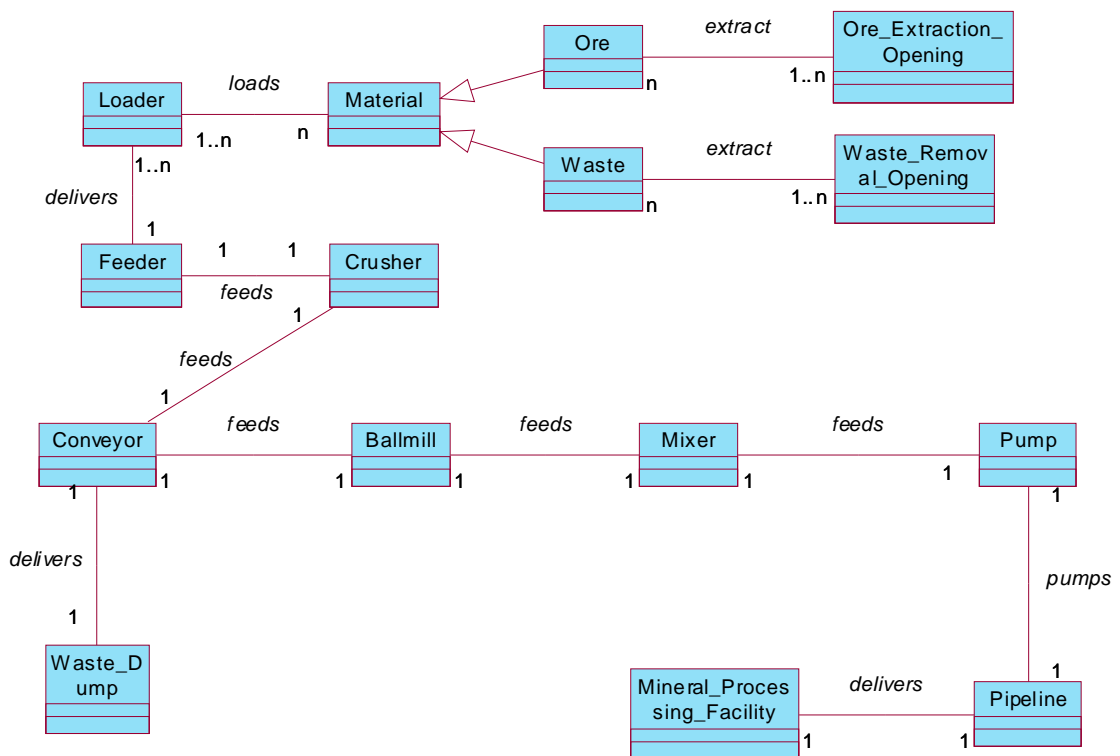 Ore
extract
Ore_Extraction_
Opening
n
1..n
Loader
loads
Material
1..n
n
Waste
extract
Waste_Remov
al_Opening
n
1..n
1..n
delivers
1
Feeder
1
1
Crusher
feeds
1
feeds
1
Conveyor
feeds
Ballmill
feeds
Mixer
feeds
Pump
1
1
1
1
1
1
1
1
delivers
pumps
1
1
Waste_D
ump
Mineral_Proces
sing_Facility
delivers
Pipeline
1
1